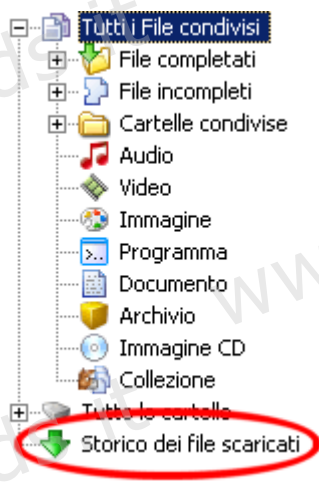 Tutti i File condivisi
File completati
File incompleti
Cartelle condivise
Audio
Video
Immagine
Programma
Documento
Archivio
Immagine CD
Collezione
Tutte le cartelle
Storico dei file scaricati